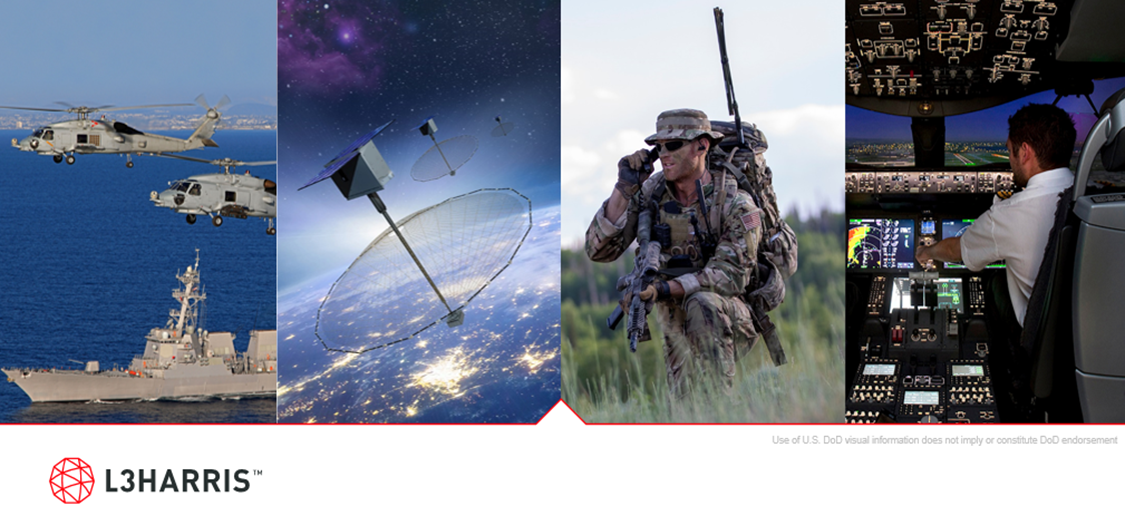 Use of U.S. DoD visual information does not imply or constitute DoD endorsement
L3HARRIS™